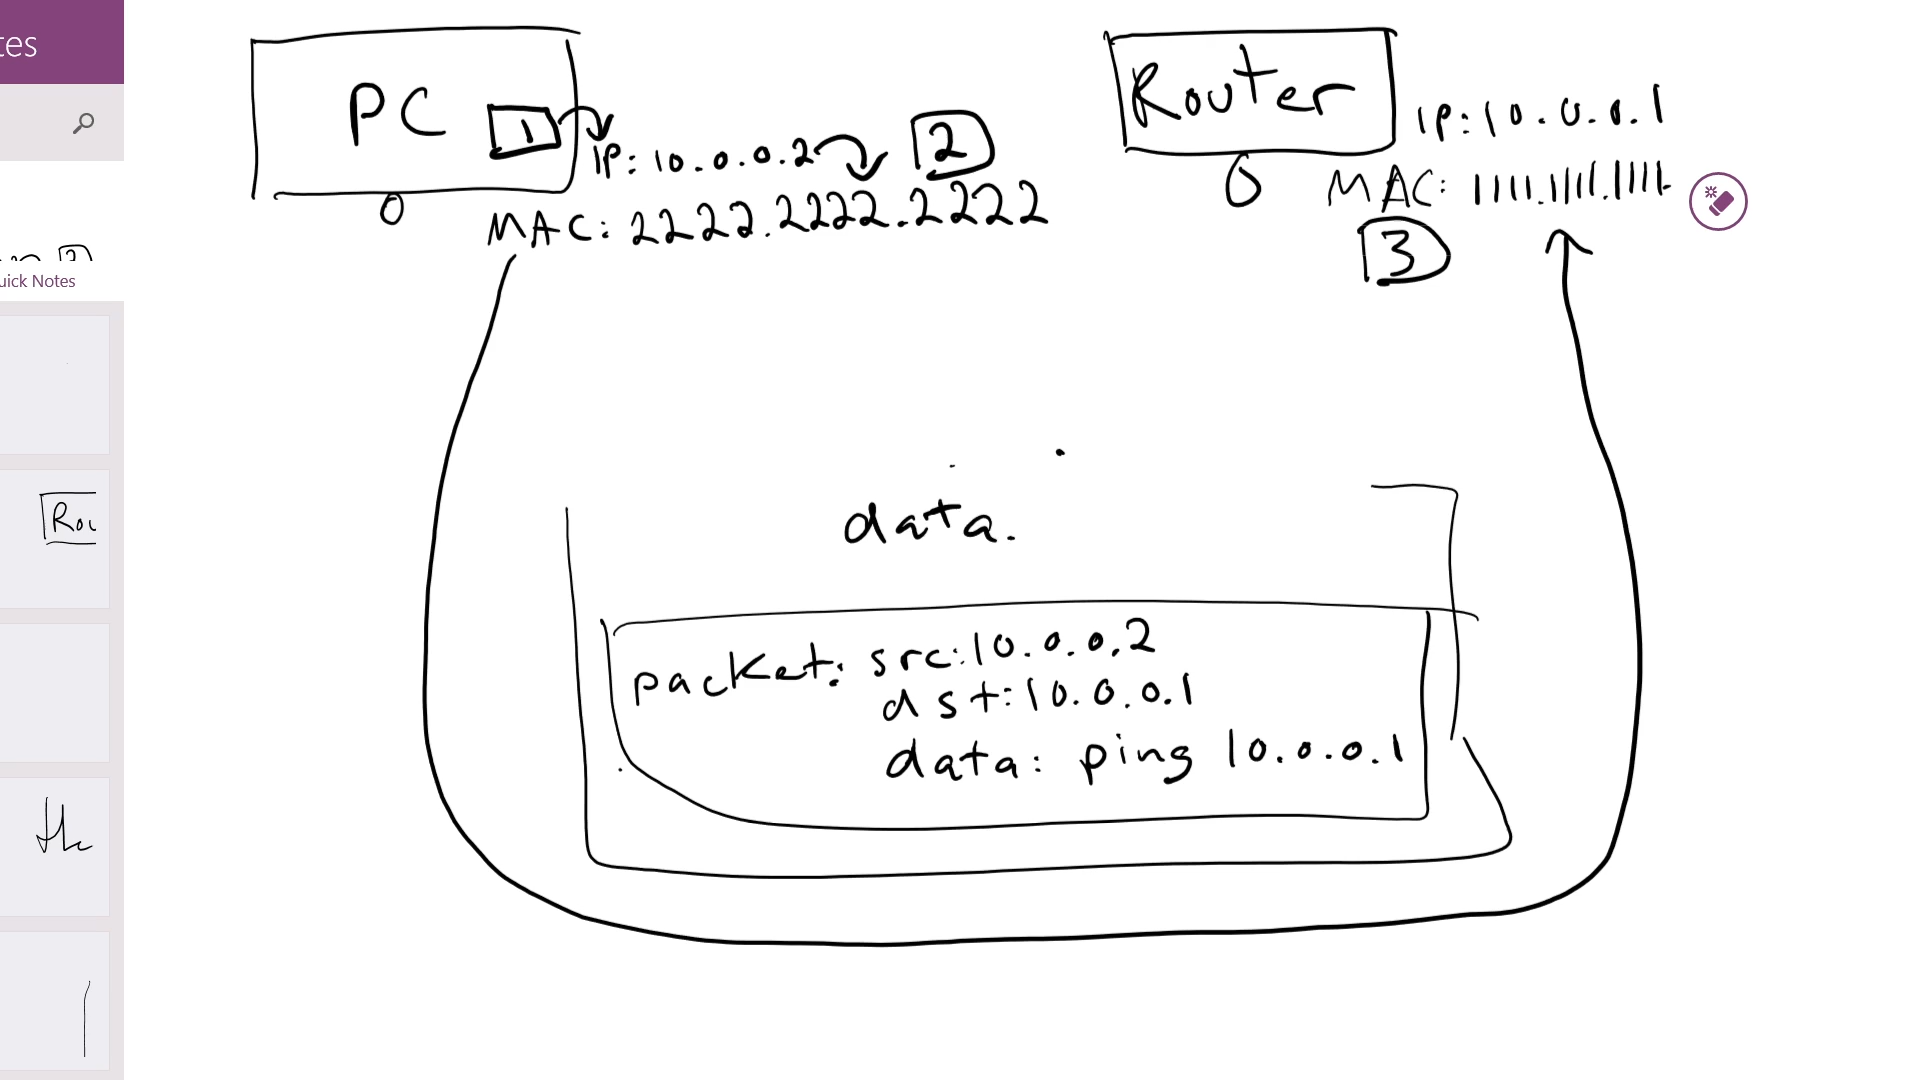 tes
uick Notes
Rou
PC
1
IP: 10.0.0.2
2
MAC: 2222.2222.2222
0
Router
IP: 10.0.0.1
0
MAC: 1111.1111.1111
3
data.
packet: src: 10.0.0.2
dst: 10.0.0.1
data: ping 10.0.0.1